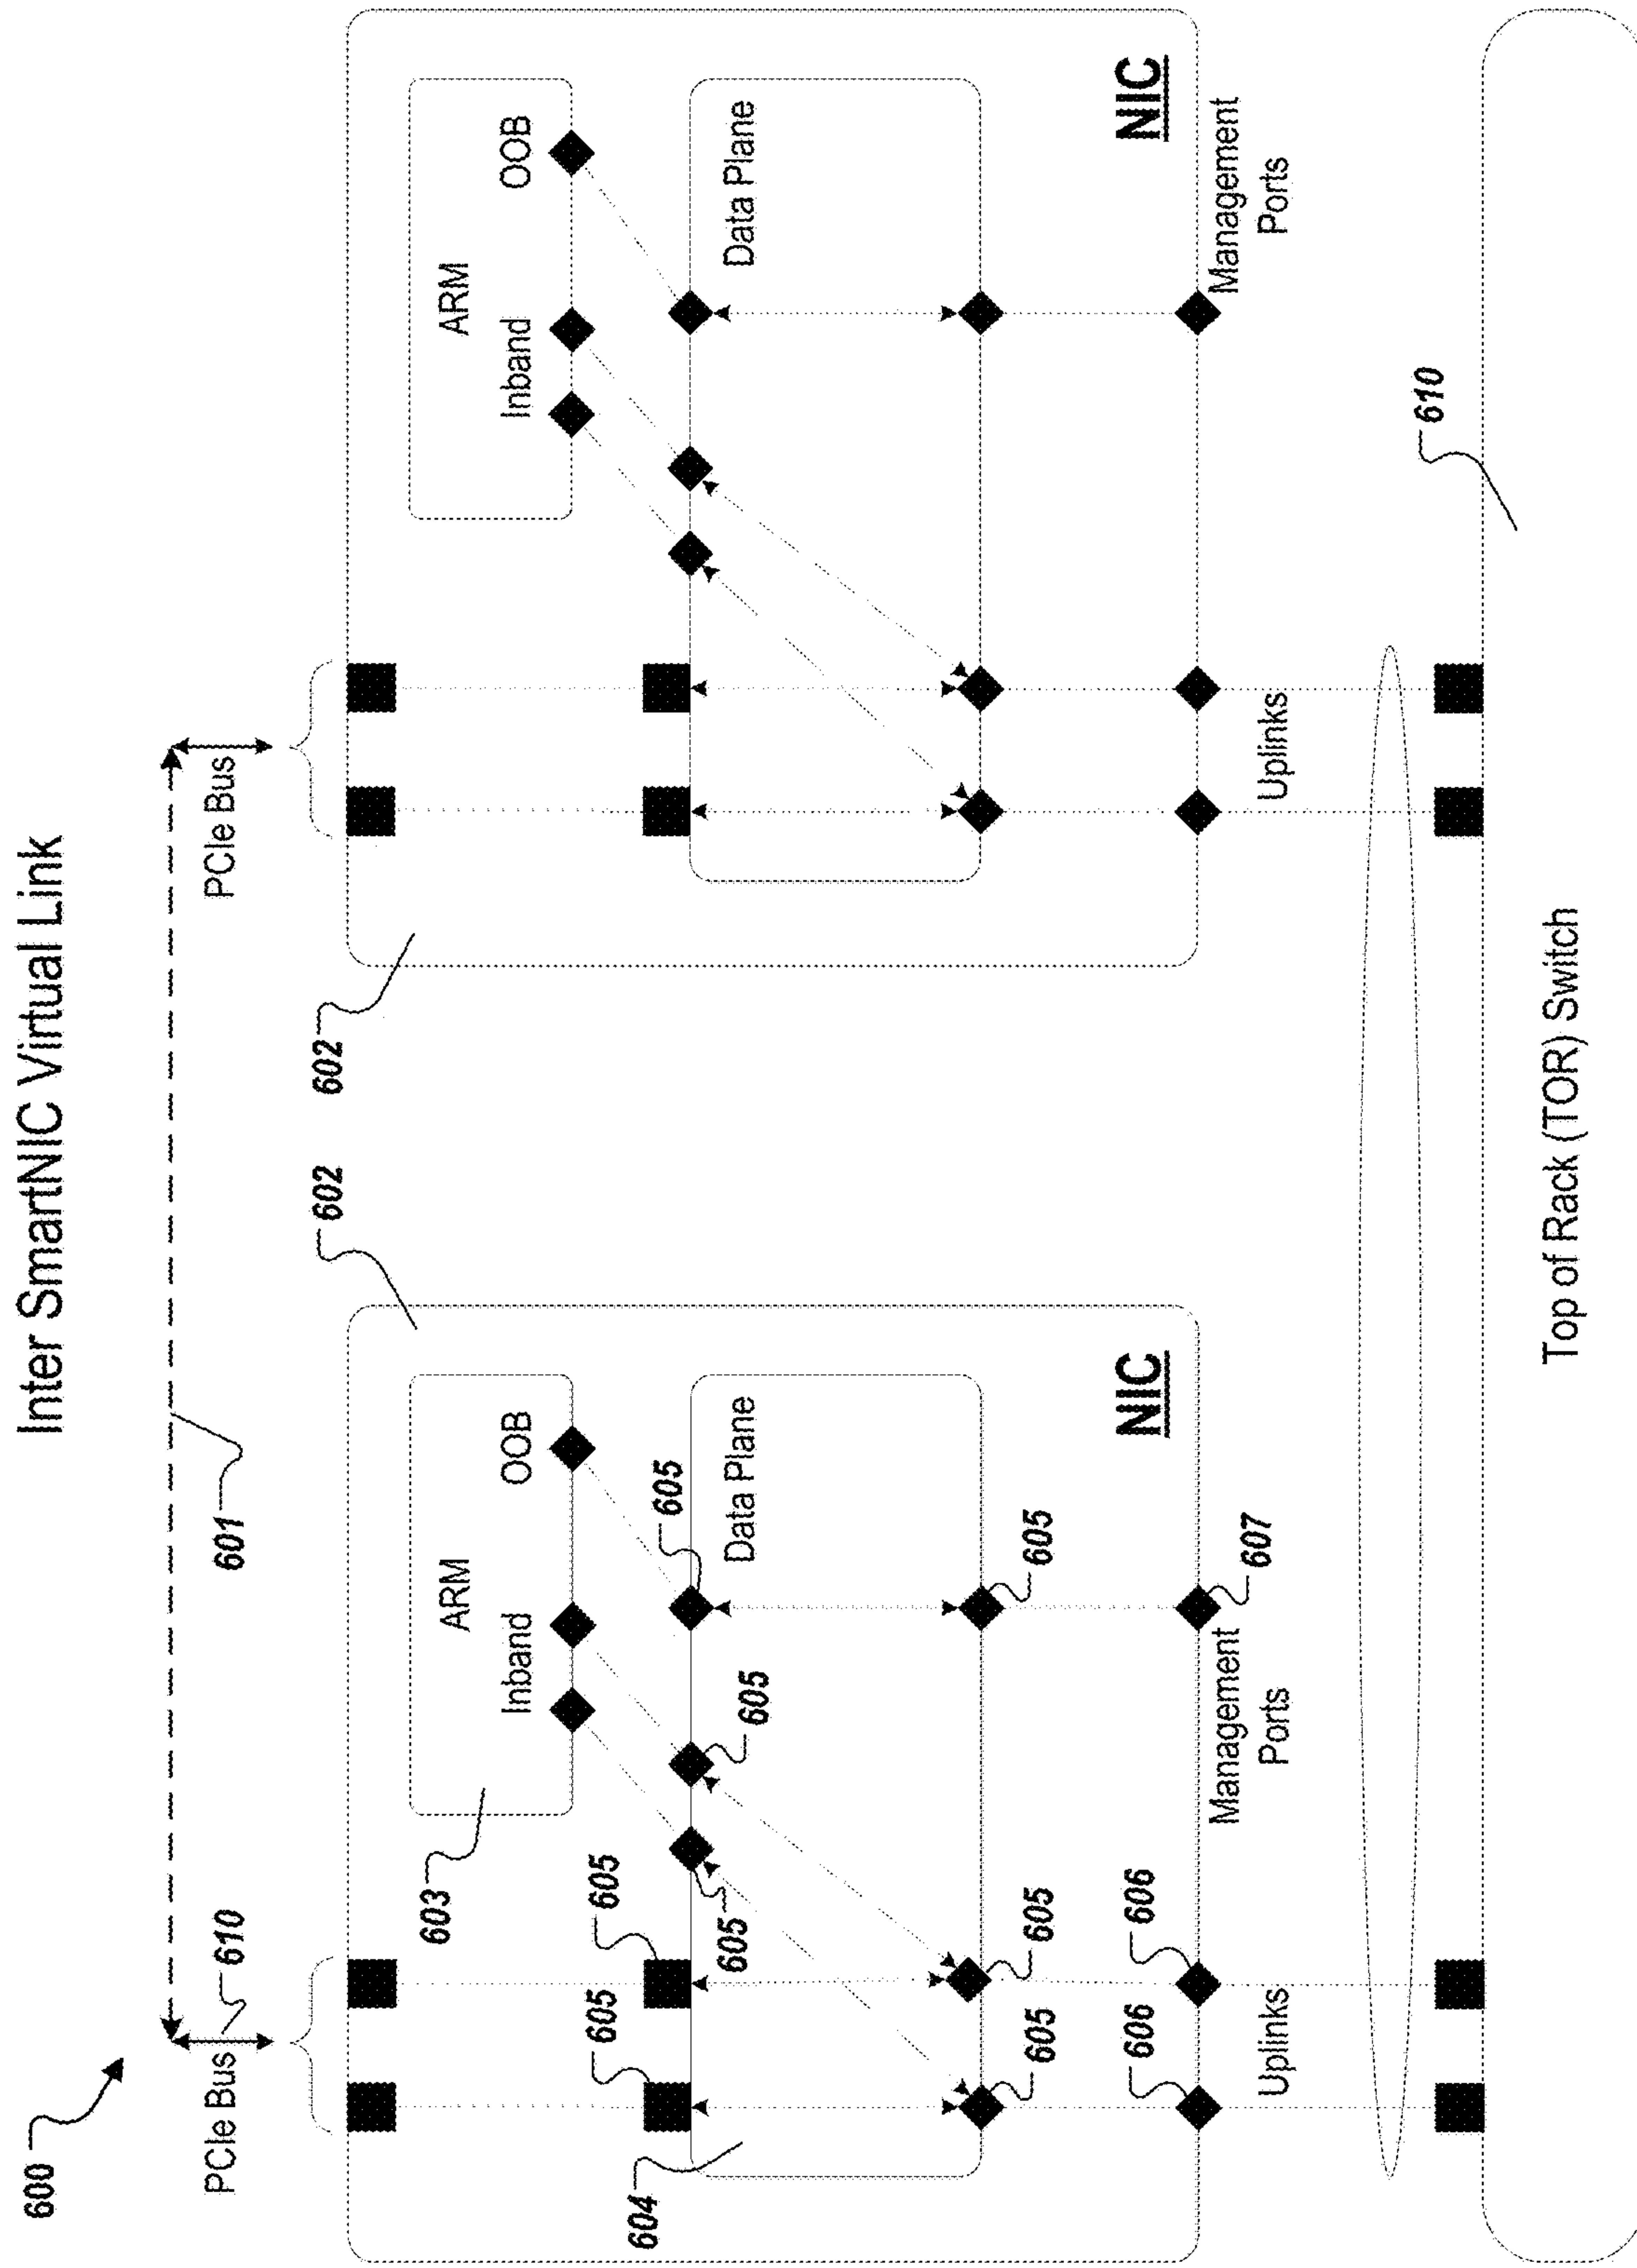 Inter SmartNIC Virtual Link
600
PCIe Bus
610
601
PCIe Bus
602
602
ARM
603
Inband
OOB
605
605
604
605
605
605
Data Plane
605
605
605
NIC
606
606
607
Management
Ports
Uplinks
ARM
Inband
OOB
Data Plane
NIC
Management
Ports
Uplinks
610
Top of Rack (TOR) Switch